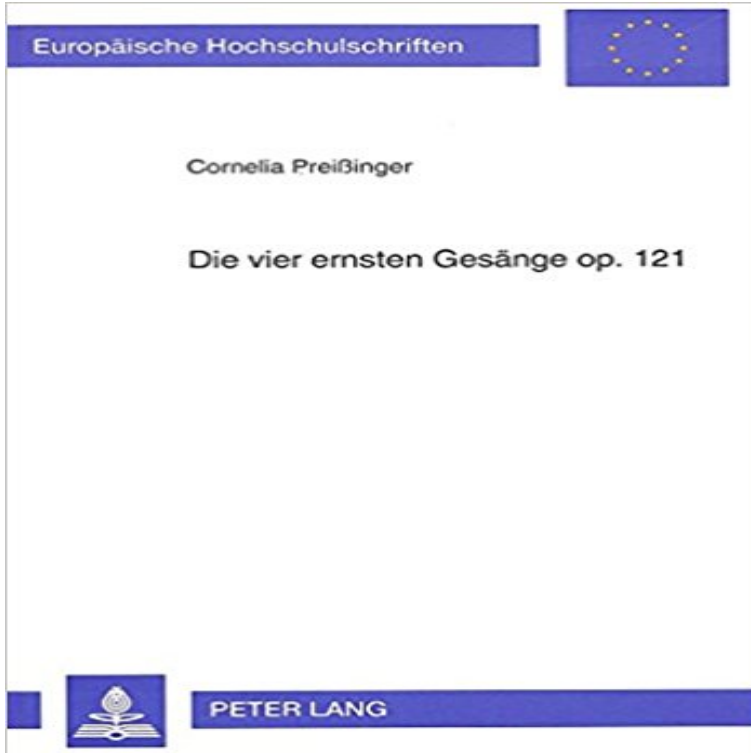 Europäische Hochschulschriften
Cornelia Preißinger
Die vier ernsten Gesänge op. 121
PETER LANG